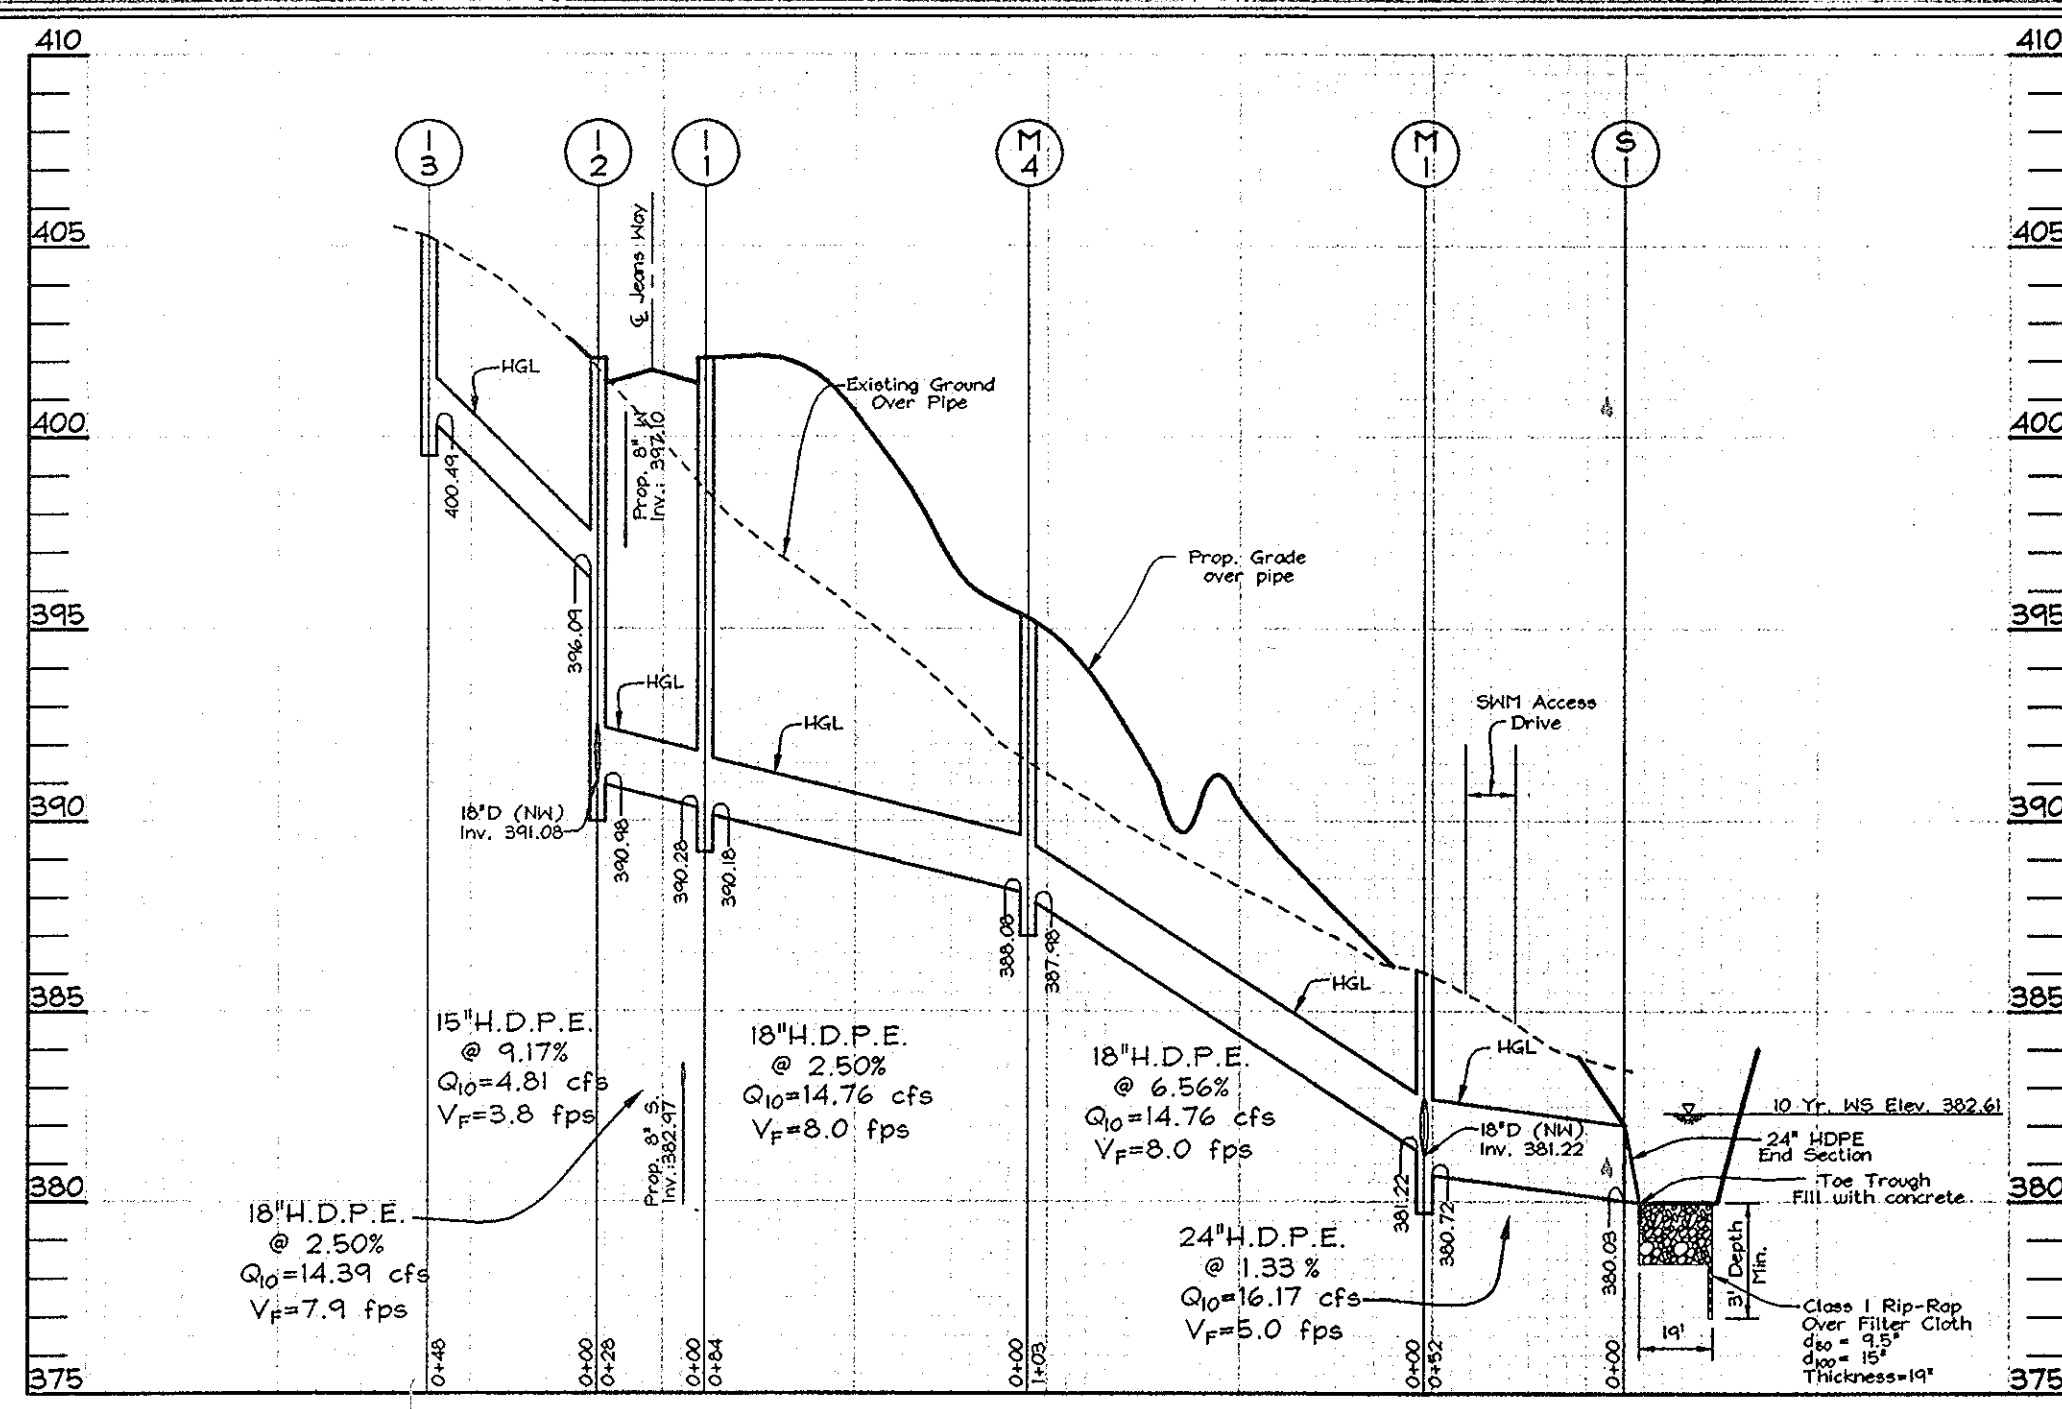 410
410
I
3
I
2
I
1
M
4
M
1
S
1
405
405
℄ Jeans Way
HGL
Existing Ground
Over Pipe
400
400
400.49
Prop. 8" W
Prop. Grade
over pipe
395
395
396.09
HGL
HGL
SWM Access
Drive
390
390
18"D (NW)
Inv. 391.08
390.98
390.28
390.18
388.08
387.98
HGL
385
385
15"H.D.P.E.
@ 9.17%
Q10=4.81 cfs
VF=3.8 fps
18"H.D.P.E.
@ 2.50%
Q10=14.76 cfs
VF=8.0 fps
18"H.D.P.E.
@ 6.56%
Q10=14.76 cfs
VF=8.0 fps
HGL
10 Yr. WS Elev. 382.61
18"D (NW)
Inv. 381.22
24" HDPE
End Section
Toe Trough
Fill with concrete
Prop. 8" S.
Inv.:382.97
380
380
381.22
380.72
380.03
18"H.D.P.E.
@ 2.50%
Q10=14.39 cfs
VF=7.9 fps
24"H.D.P.E.
@ 1.33 %
Q10=16.17 cfs
VF=5.0 fps
3' Depth
Min.
19'
Class I Rip-Rap
Over Filter Cloth
d50 = 9.5"
d100 = 15"
Thickness=19"
375
375
0+48
0+00
0+28
0+00
0+84
0+00
1+03
0+00
0+52
0+00